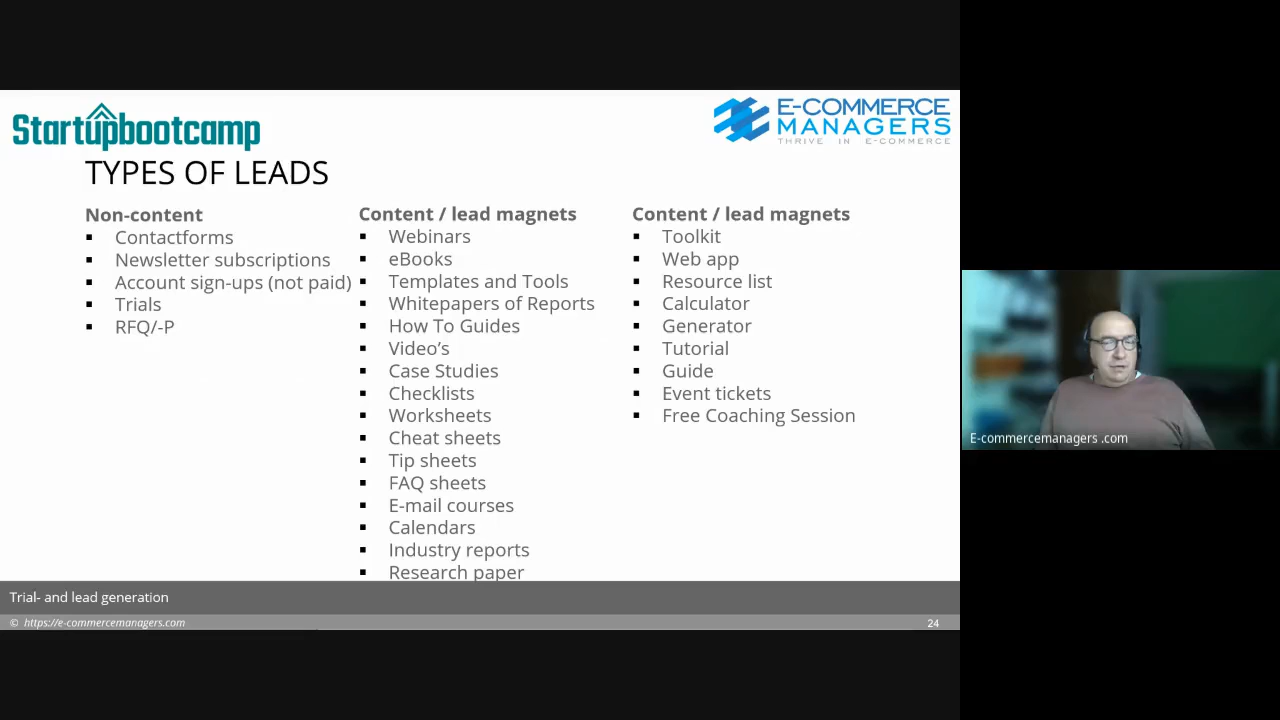 Startupbootcamp
E-COMMERCE
MANAGERS
THRIVE IN E-COMMERCE
TYPES OF LEADS
Non-content
▪ Contactforms
▪ Newsletter subscriptions
▪ Account sign-ups (not paid)
▪ Trials
▪ RFQ/-P
Content / lead magnets
▪ Webinars
▪ eBooks
▪ Templates and Tools
▪ Whitepapers of Reports
▪ How To Guides
▪ Video’s
▪ Case Studies
▪ Checklists
▪ Worksheets
▪ Cheat sheets
▪ Tip sheets
▪ FAQ sheets
▪ E-mail courses
▪ Calendars
▪ Industry reports
▪ Research paper
Content / lead magnets
▪ Toolkit
▪ Web app
▪ Resource list
▪ Calculator
▪ Generator
▪ Tutorial
▪ Guide
▪ Event tickets
▪ Free Coaching Session
E-commercemanagers .com
Trial- and lead generation
© https://e-commercemanagers.com
24